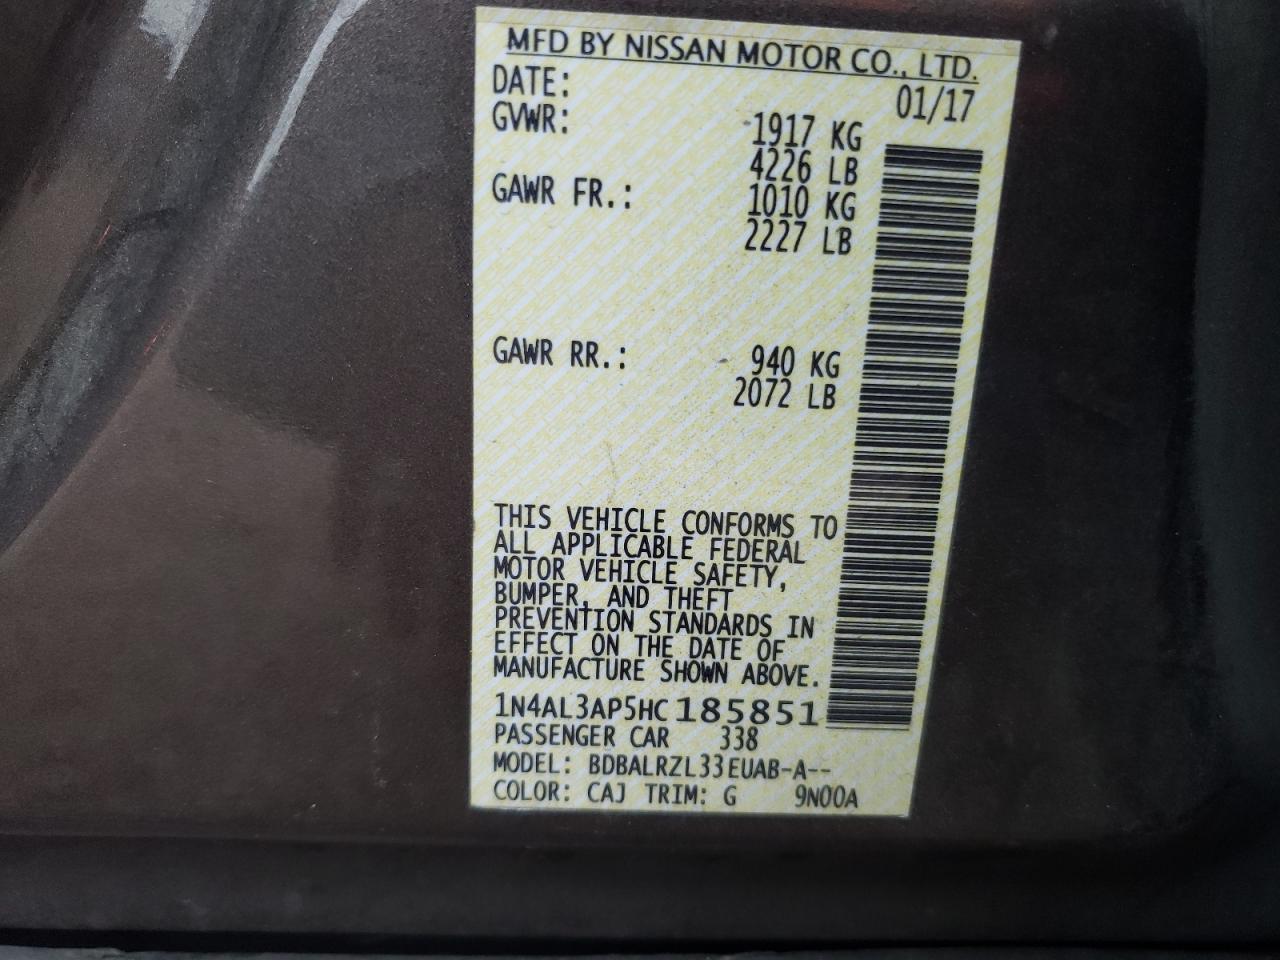 MFD BY NISSAN MOTOR CO., LTD.
DATE: 01/17
GVWR: 1917 KG
4226 LB
GAWR FR.: 1010 KG
2227 LB
GAWR RR.: 940 KG
2072 LB
THIS VEHICLE CONFORMS TO
ALL APPLICABLE FEDERAL
MOTOR VEHICLE SAFETY,
BUMPER, AND THEFT
PREVENTION STANDARDS IN
EFFECT ON THE DATE OF
MANUFACTURE SHOWN ABOVE.
1N4AL3AP5HC185851
PASSENGER CAR 338
MODEL: BDBALRZL33EUAB-A--
COLOR: CAJ TRIM: G 9N00A